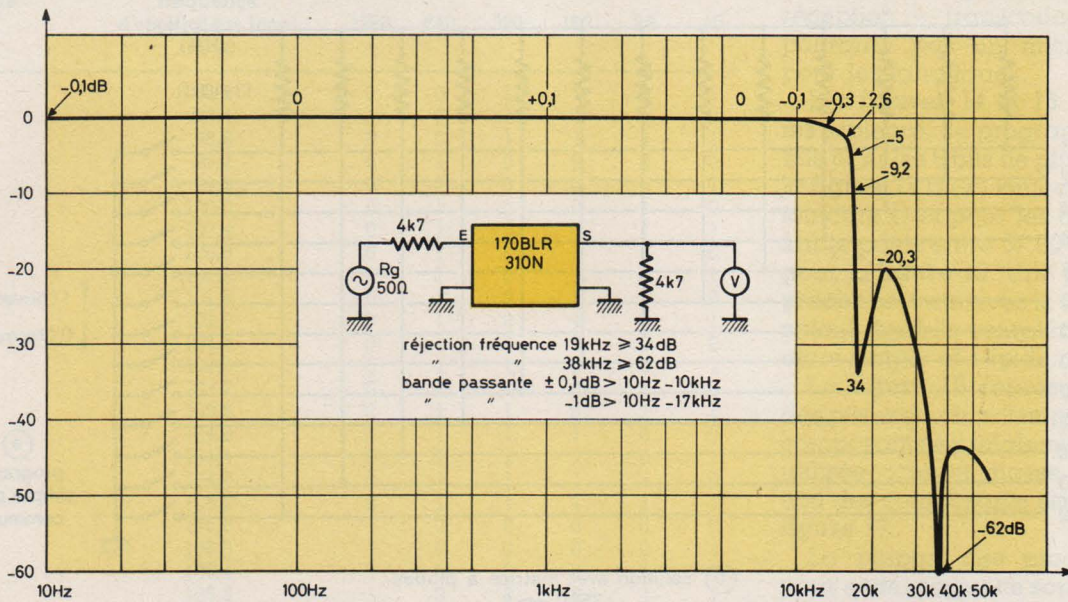 -0,1dB 0 +0,1 0 -0,1 -0,3 -2,6
0
-5
-9,2
-10
4k7
E 170BLR S
310N
Rg
50Ω
4k7
V
-20
-20,3
réjection fréquence 19kHz ⩾ 34dB
" " 38kHz ⩾ 62dB
bande passante ±0,1dB > 10Hz -10kHz
" " -1dB > 10Hz -17kHz
-30
-34
-40
-50
-62dB
-60
10Hz 100Hz 1kHz 10kHz 20k 30k 40k 50k